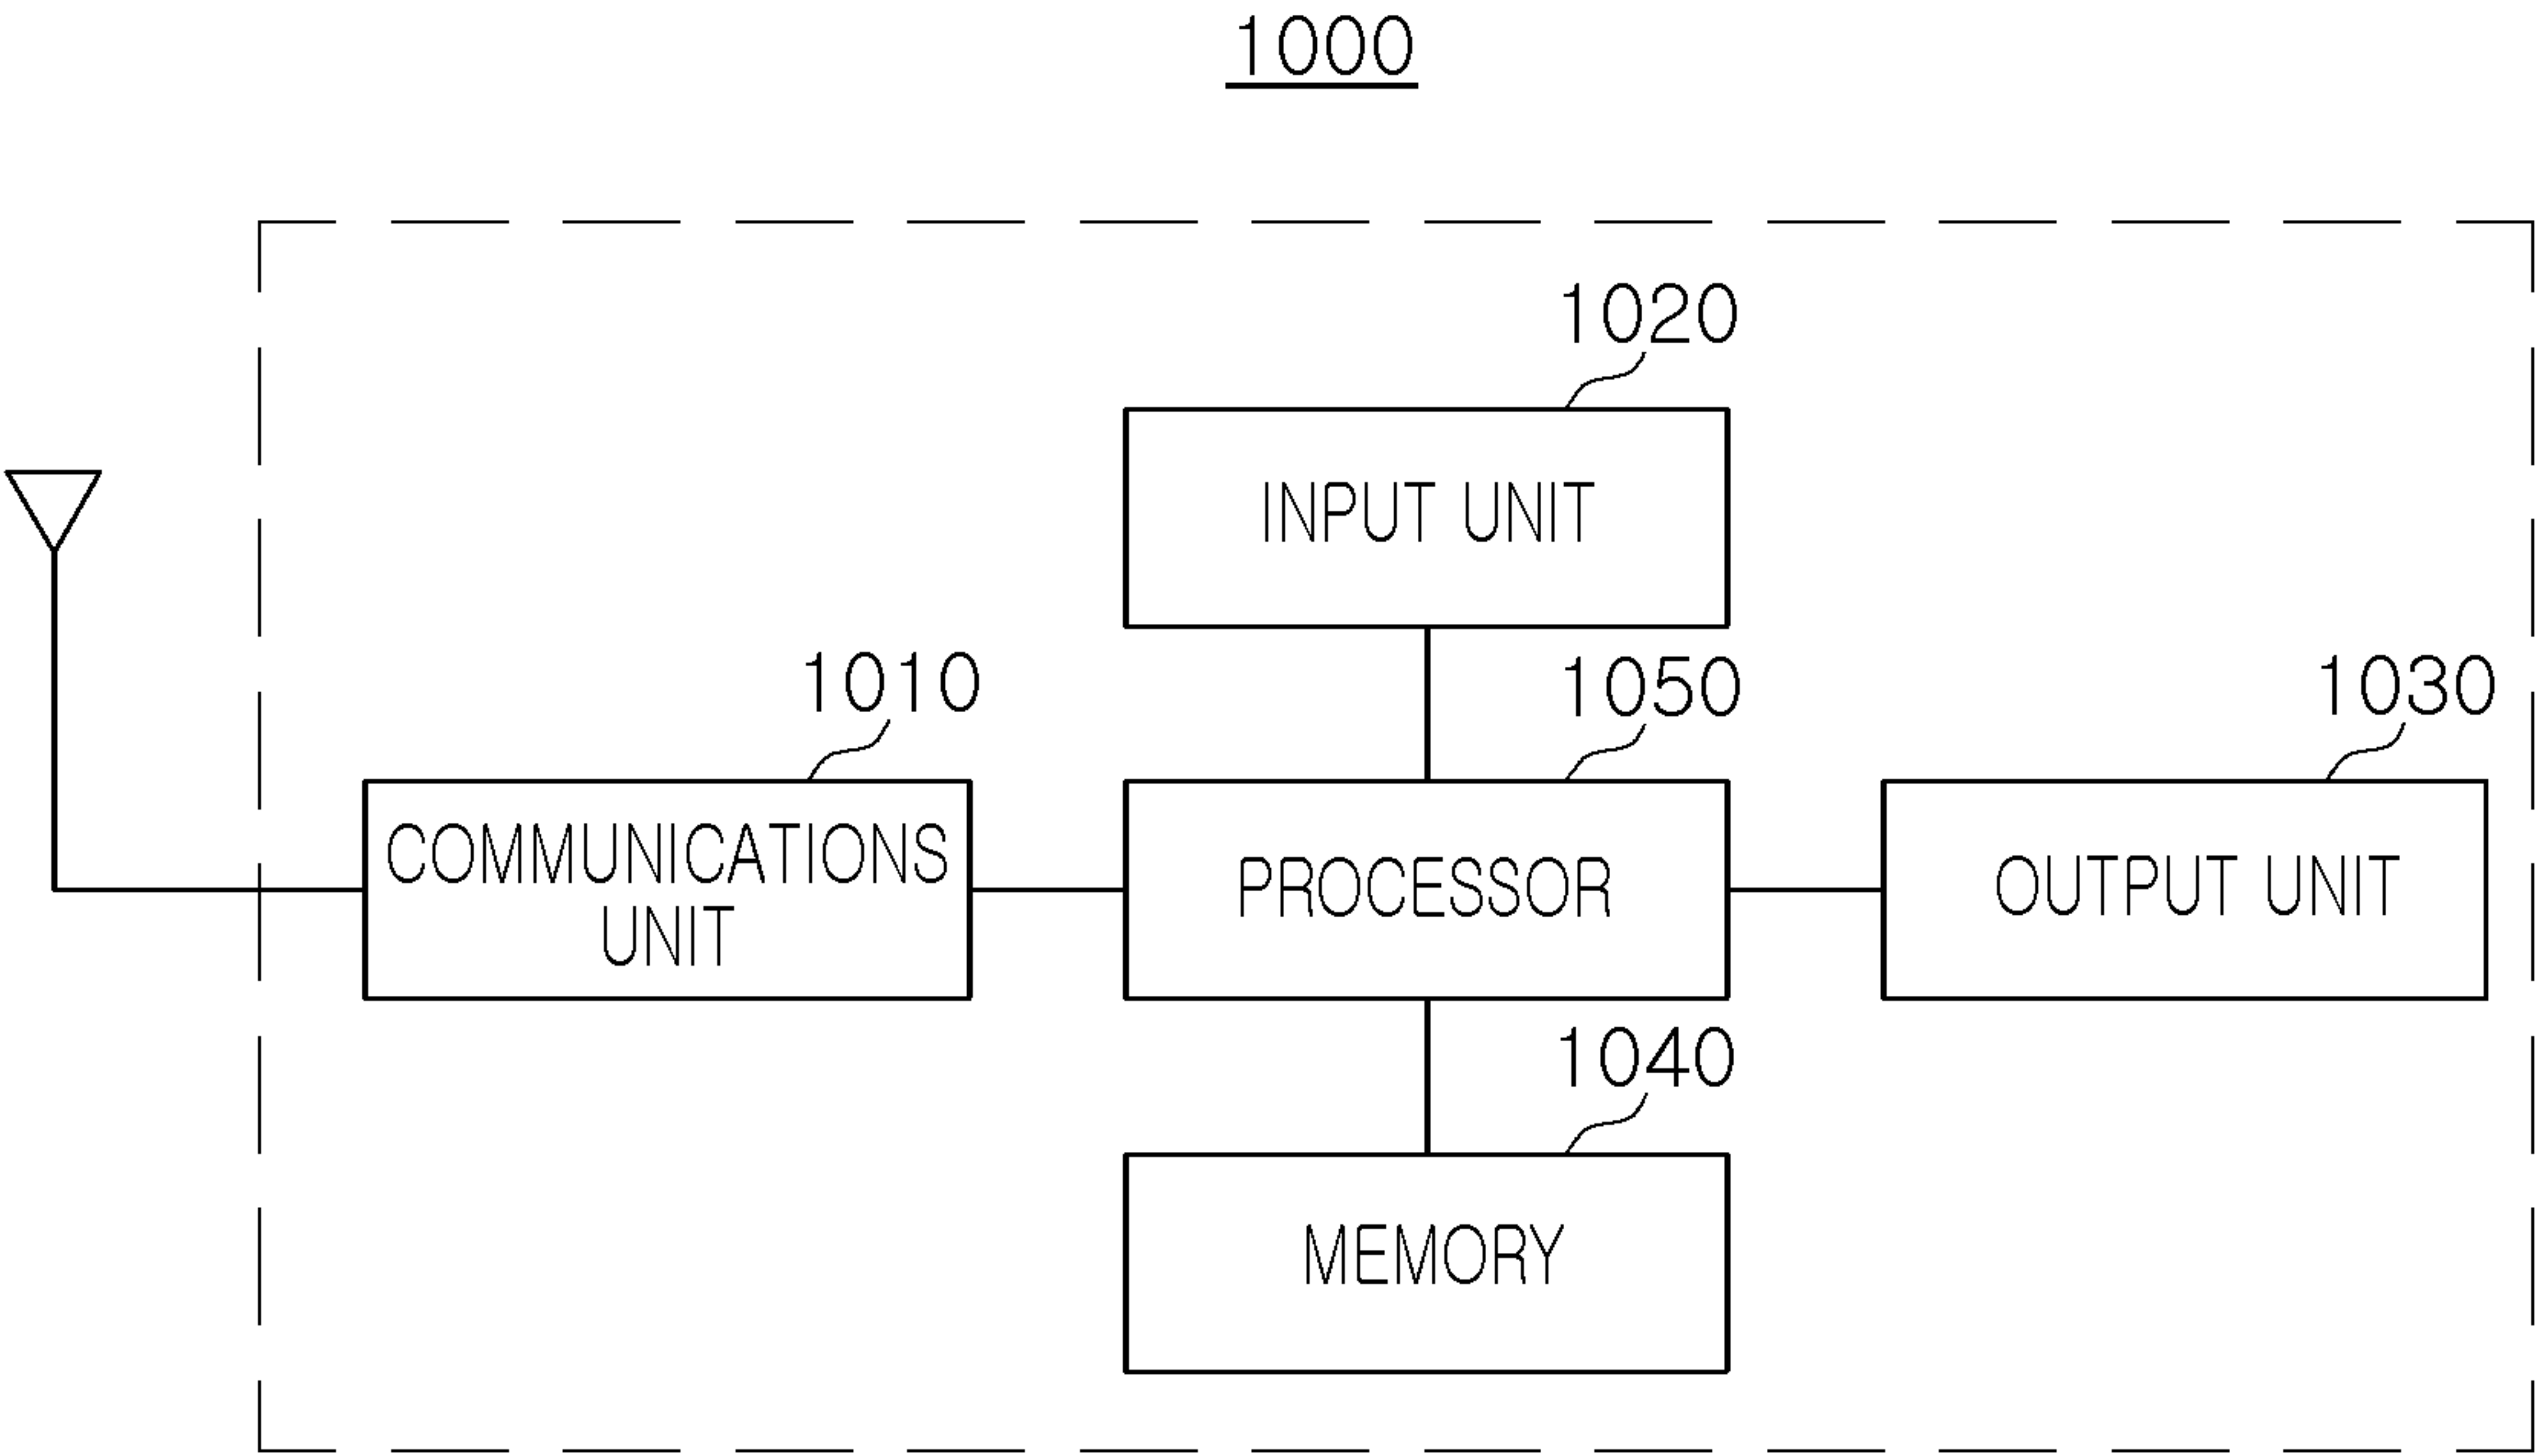 1000
1020
INPUT UNIT
1010
1050
1030
COMMUNICATIONS
UNIT
PROCESSOR
OUTPUT UNIT
1040
MEMORY